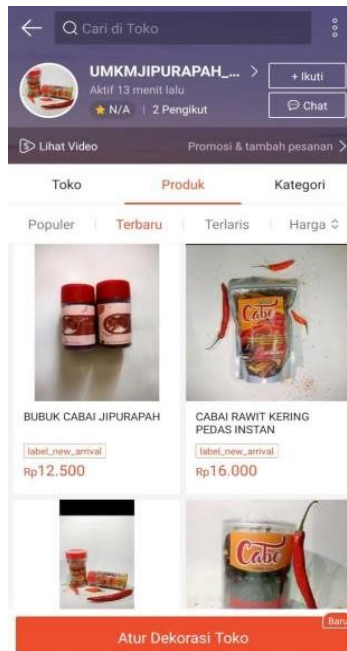 Cari di Toko
UMKMJIPURAPAH_... >
+ Ikuti
Aktif 13 menit lalu
N/A | 2 Pengikut
Chat
Lihat Video
Promosi & tambah pesanan >
Toko
Produk
Kategori
Populer
Terbaru
Terlaris
Harga
Cabe
BUBUK CABAI JIPURAPAH
CABAI RAWIT KERING
PEDAS INSTAN
label_new_arrival
label_new_arrival
Rp12.500
Rp16.000
Cabe
Baru
Atur Dekorasi Toko